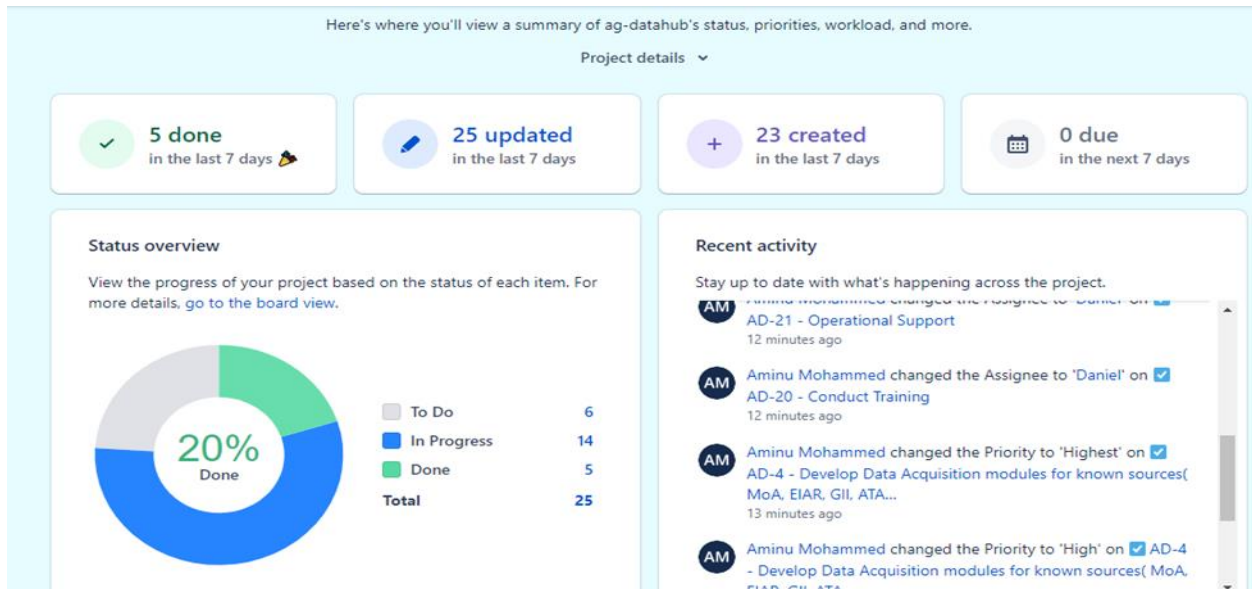 Here's where you'll view a summary of ag-datahub's status, priorities, workload, and more.
Project details
5 done
in the last 7 days
25 updated
in the last 7 days
23 created
in the last 7 days
0 due
in the next 7 days
Status overview
View the progress of your project based on the status of each item. For
more details, go to the board view.
20%
Done
To Do 6
In Progress 14
Done 5
Total 25
Recent activity
Stay up to date with what's happening across the project.
AM
Aminu Mohammed changed the Assignee to 'Daniel' on
AD-21 - Operational Support
12 minutes ago
AM
Aminu Mohammed changed the Assignee to 'Daniel' on
AD-20 - Conduct Training
12 minutes ago
AM
Aminu Mohammed changed the Priority to 'Highest' on
AD-4 - Develop Data Acquisition modules for known sources(
MoA, EIAR, GII, ATA...
13 minutes ago
AM
Aminu Mohammed changed the Priority to 'High' on AD-4
- Develop Data Acquisition modules for known sources( MoA,